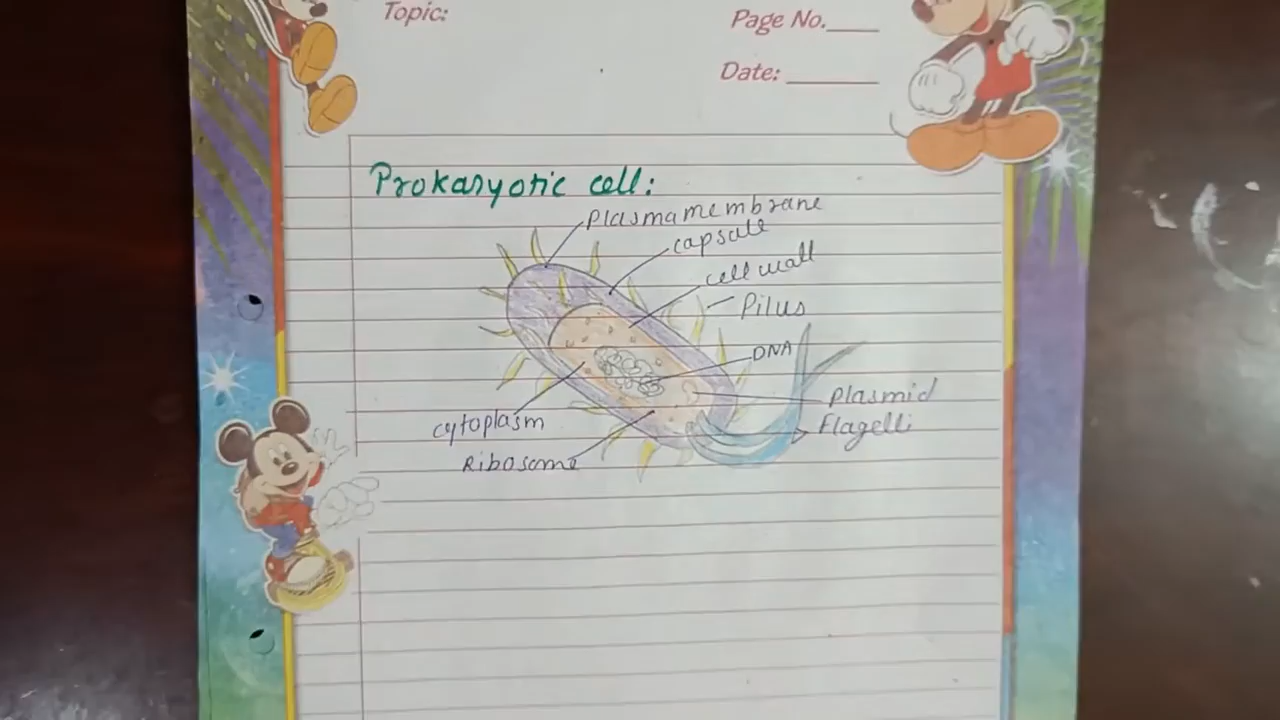 Topic:
Page No.
Date:
Prokaryotic cell:
Plasmamembrane
capsule
cell wall
Pilus
DNA
Plasmid
Flagelli
cytoplasm
Ribosome